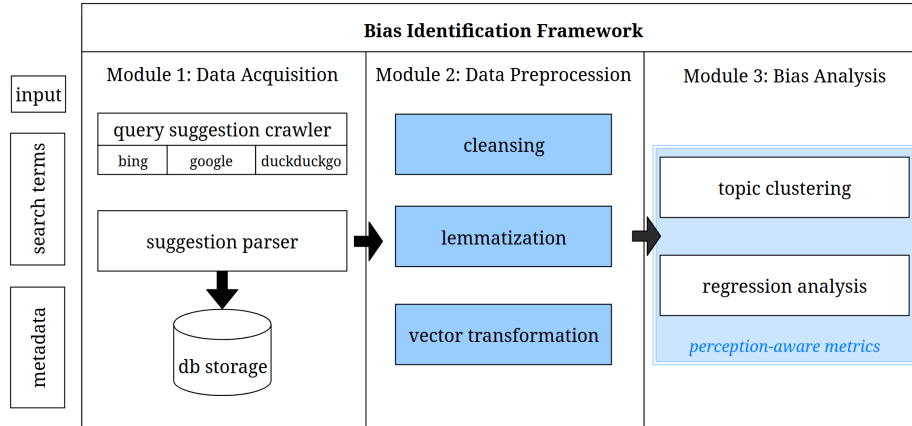 Bias Identification Framework
input
search terms
metadata
Module 1: Data Acquisition
query suggestion crawler
bing google duckduckgo
suggestion parser
db storage
Module 2: Data Preprocession
cleansing
lemmatization
vector transformation
Module 3: Bias Analysis
topic clustering
regression analysis
perception-aware metrics